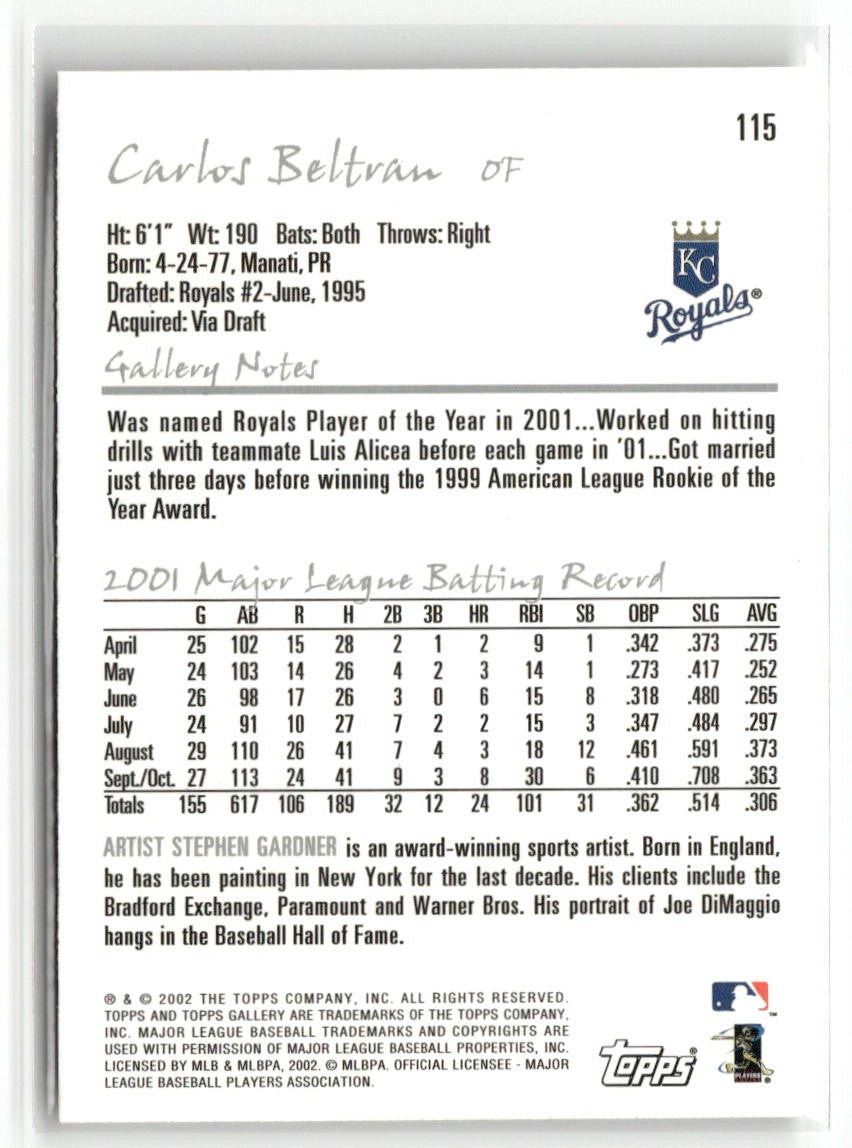 115
Carlos Beltran OF
Ht: 6'1" Wt: 190 Bats: Both Throws: Right
Born: 4-24-77, Manati, PR
Drafted: Royals #2-June, 1995
Acquired: Via Draft
KC
Royals®
Gallery Notes
Was named Royals Player of the Year in 2001...Worked on hitting
drills with teammate Luis Alicea before each game in '01...Got married
just three days before winning the 1999 American League Rookie of the
Year Award.
2001 Major League Batting Record
G AB R H 2B 3B HR RBI SB OBP SLG AVG
April 25 102 15 28 2 1 2 9 1 .342 .373 .275
May 24 103 14 26 4 2 3 14 1 .273 .417 .252
June 26 98 17 26 3 0 6 15 8 .318 .480 .265
July 24 91 10 27 7 2 2 15 3 .347 .484 .297
August 29 110 26 41 7 4 3 18 12 .461 .591 .373
Sept./Oct. 27 113 24 41 9 3 8 30 6 .410 .708 .363
Totals 155 617 106 189 32 12 24 101 31 .362 .514 .306
ARTIST STEPHEN GARDNER is an award-winning sports artist. Born in England,
he has been painting in New York for the last decade. His clients include the
Bradford Exchange, Paramount and Warner Bros. His portrait of Joe DiMaggio
hangs in the Baseball Hall of Fame.
® & © 2002 THE TOPPS COMPANY, INC. ALL RIGHTS RESERVED.
TOPPS AND TOPPS GALLERY ARE TRADEMARKS OF THE TOPPS COMPANY,
INC. MAJOR LEAGUE BASEBALL TRADEMARKS AND COPYRIGHTS ARE
USED WITH PERMISSION OF MAJOR LEAGUE BASEBALL PROPERTIES, INC.
LICENSED BY MLB & MLBPA, 2002. © MLBPA. OFFICIAL LICENSEE - MAJOR
LEAGUE BASEBALL PLAYERS ASSOCIATION.
TOPPS®
PLAYERS